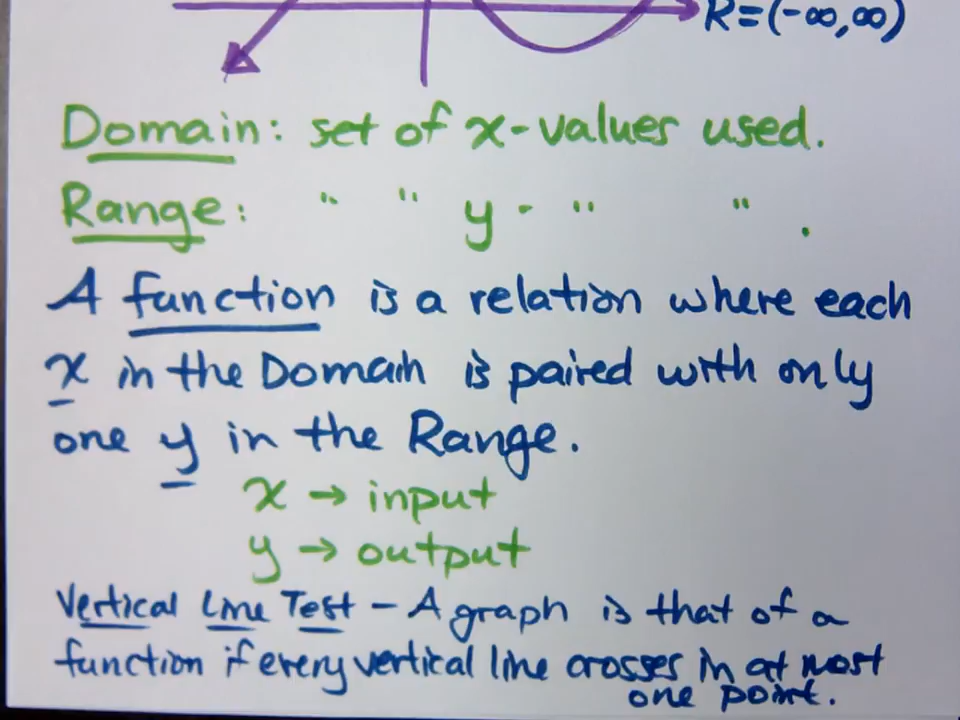 R=(-∞,∞)
Domain: set of x-values used.
Range: " " y- " " .
A function is a relation where each
x in the Domain is paired with only
one y in the Range.
x → input
y → output
Vertical Line Test - A graph is that of a
function if every vertical line crosses in at most
one point.